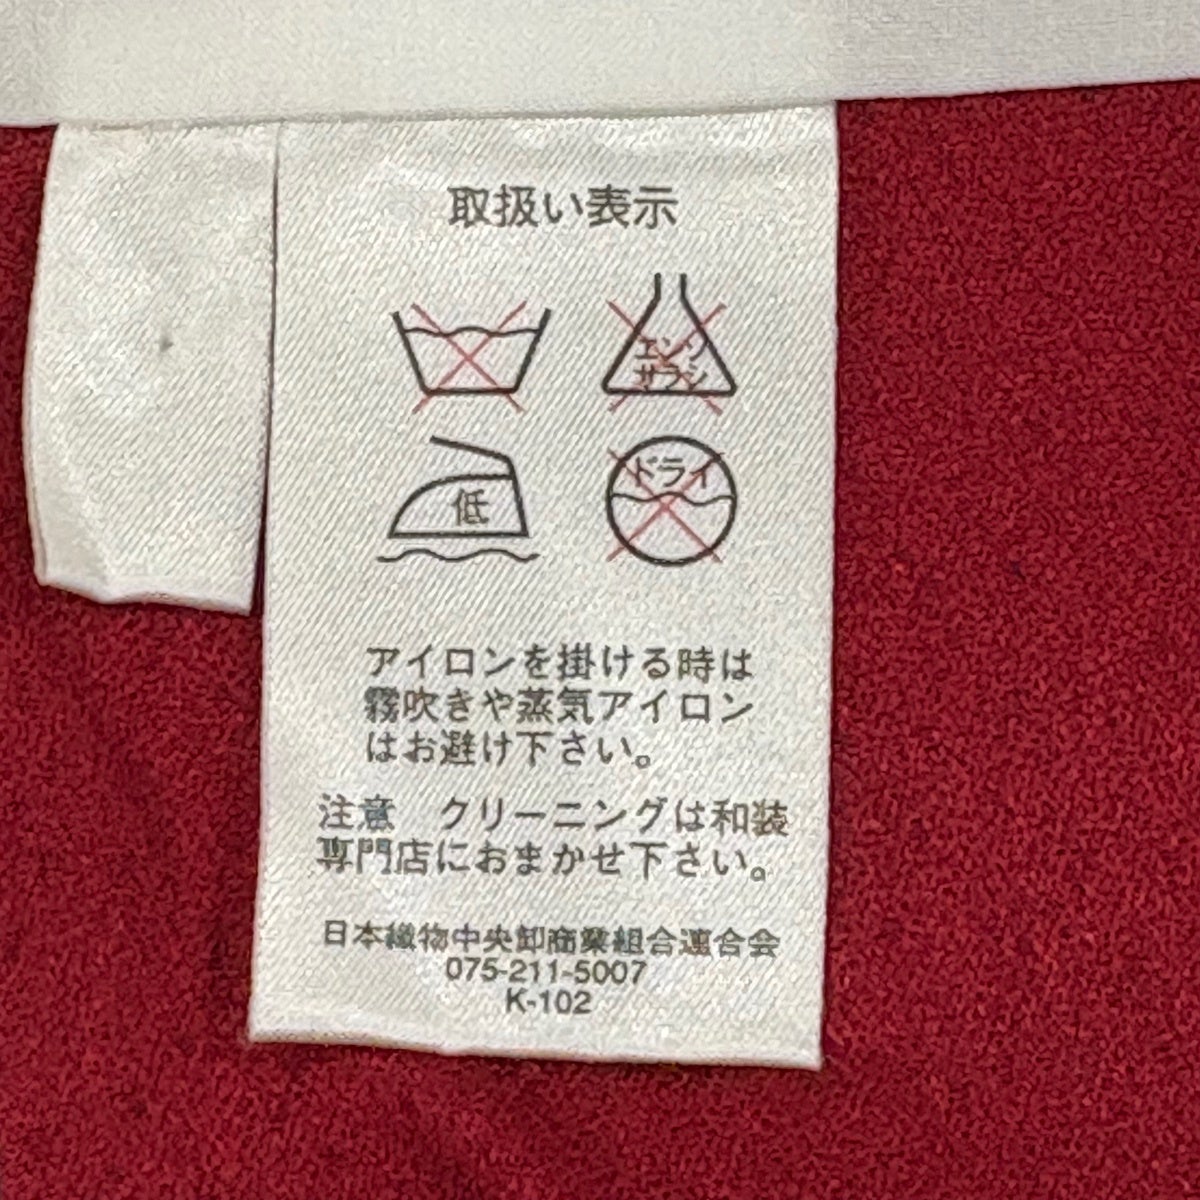 取扱い表示
エンソ
サラシ
低
ドライ
アイロンを掛ける時は
霧吹きや蒸気アイロン
はお避け下さい。
注意 クリーニングは和装
専門店におまかせ下さい。
日本織物中央卸商業組合連合会
075-211-5007
K-102